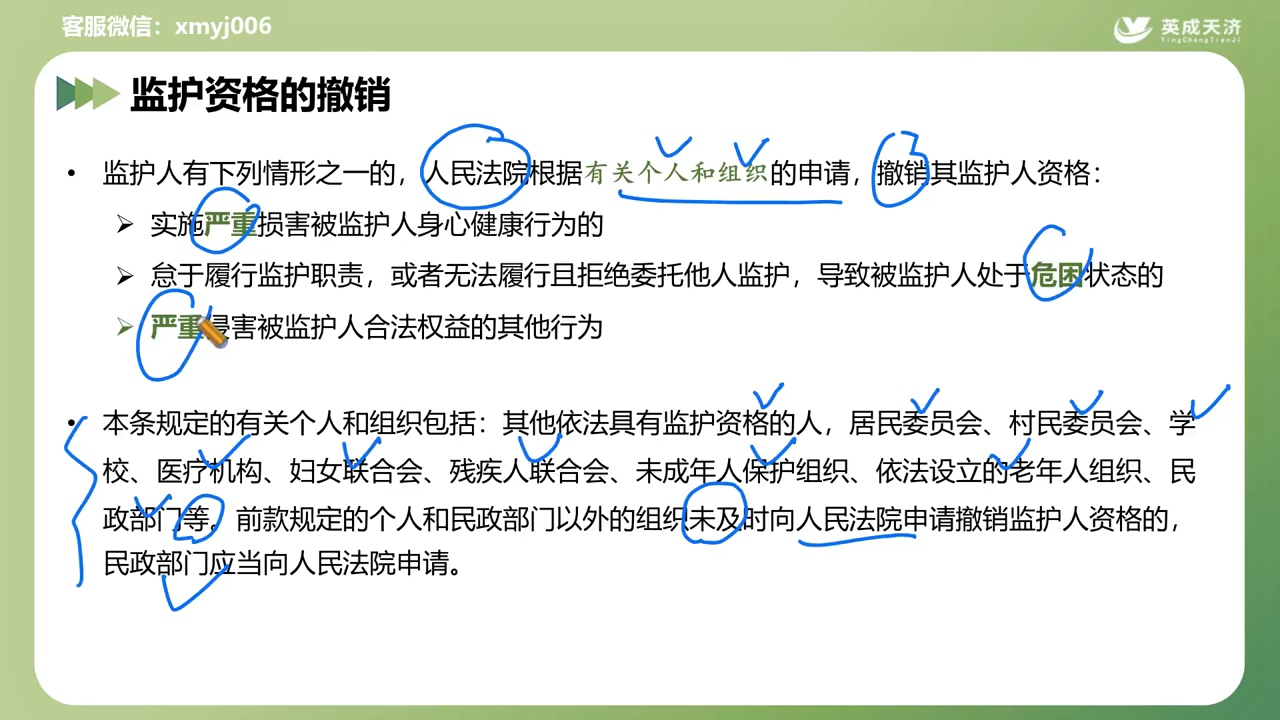 客服微信：xmyj006
英成天济
YingChengTianJi
监护资格的撤销
• 监护人有下列情形之一的，人民法院根据有关个人和组织的申请，撤销其监护人资格：
➢ 实施严重损害被监护人身心健康行为的
➢ 怠于履行监护职责，或者无法履行且拒绝委托他人监护，导致被监护人处于危困状态的
➢ 严重侵害被监护人合法权益的其他行为
• 本条规定的有关个人和组织包括：其他依法具有监护资格的人，居民委员会、村民委员会、学
校、医疗机构、妇女联合会、残疾人联合会、未成年人保护组织、依法设立的老年人组织、民
政部门等。前款规定的个人和民政部门以外的组织未及时向人民法院申请撤销监护人资格的，
民政部门应当向人民法院申请。